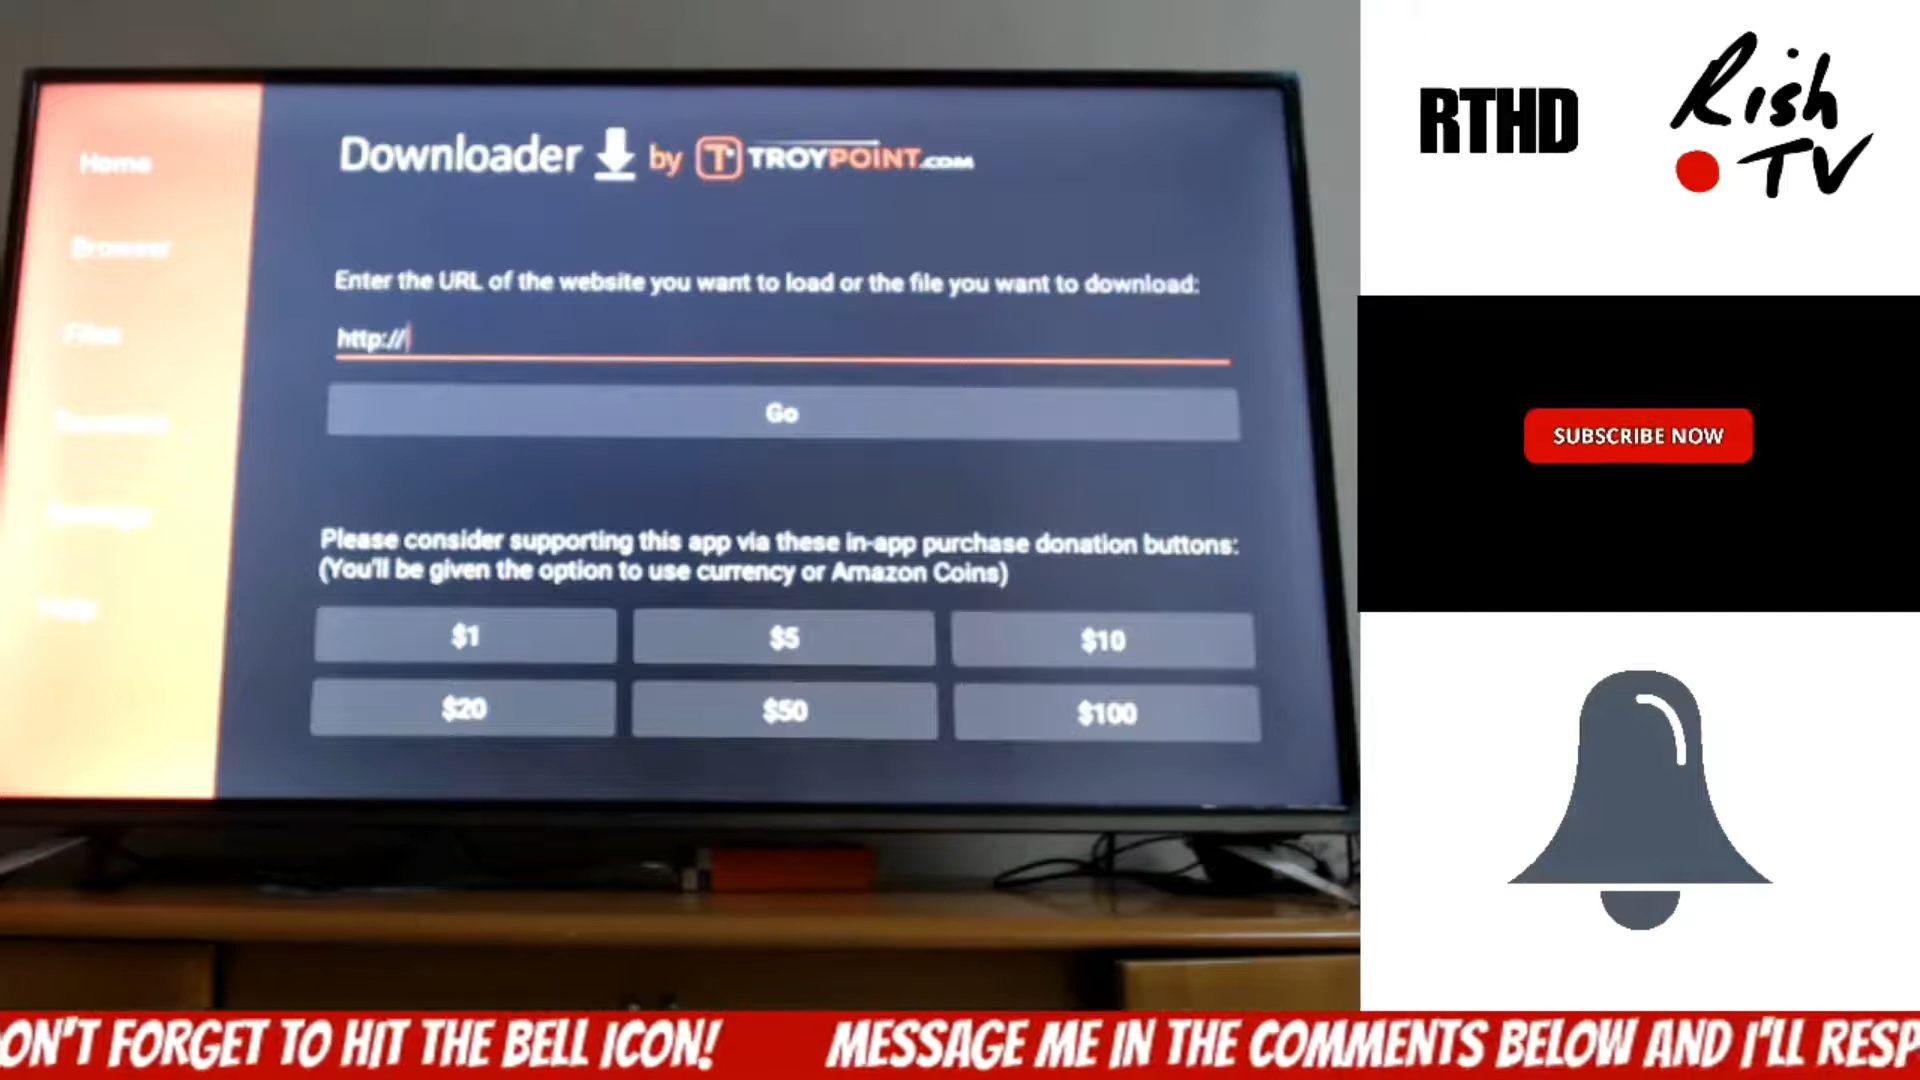 Home
Browser
Files
Downloader by TROYPOINT.COM
Enter the URL of the website you want to load or the file you want to download:
http://
Go
Please consider supporting this app via these in-app purchase donation buttons:
(You'll be given the option to use currency or Amazon Coins)
$1 $5 $10
$20 $50 $100
RTHD
Rish
TV
SUBSCRIBE NOW
ON'T FORGET TO HIT THE BELL ICON! MESSAGE ME IN THE COMMENTS BELOW AND I'LL RESP